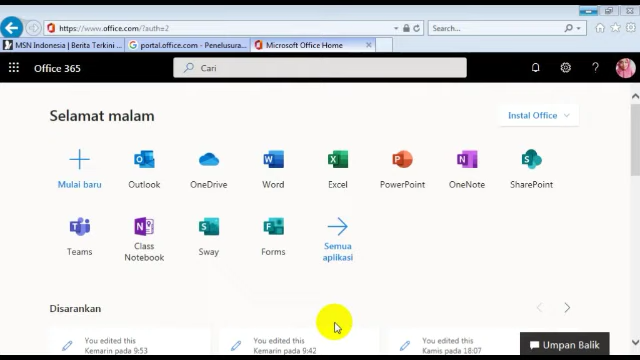 https://www.office.com/?auth=2
Search...
MSN Indonesia | Berita Terkini ...
portal.office.com - Penelusura...
Microsoft Office Home
Office 365
Cari
Selamat malam
Instal Office
Mulai baru
Outlook
OneDrive
Word
Excel
PowerPoint
OneNote
SharePoint
Teams
Class Notebook
Sway
Forms
Semua aplikasi
Disarankan
You edited this
Kemarin pada 9:53
You edited this
Kemarin pada 9:42
You edited this
Kamis pada 18:07
Umpan Balik